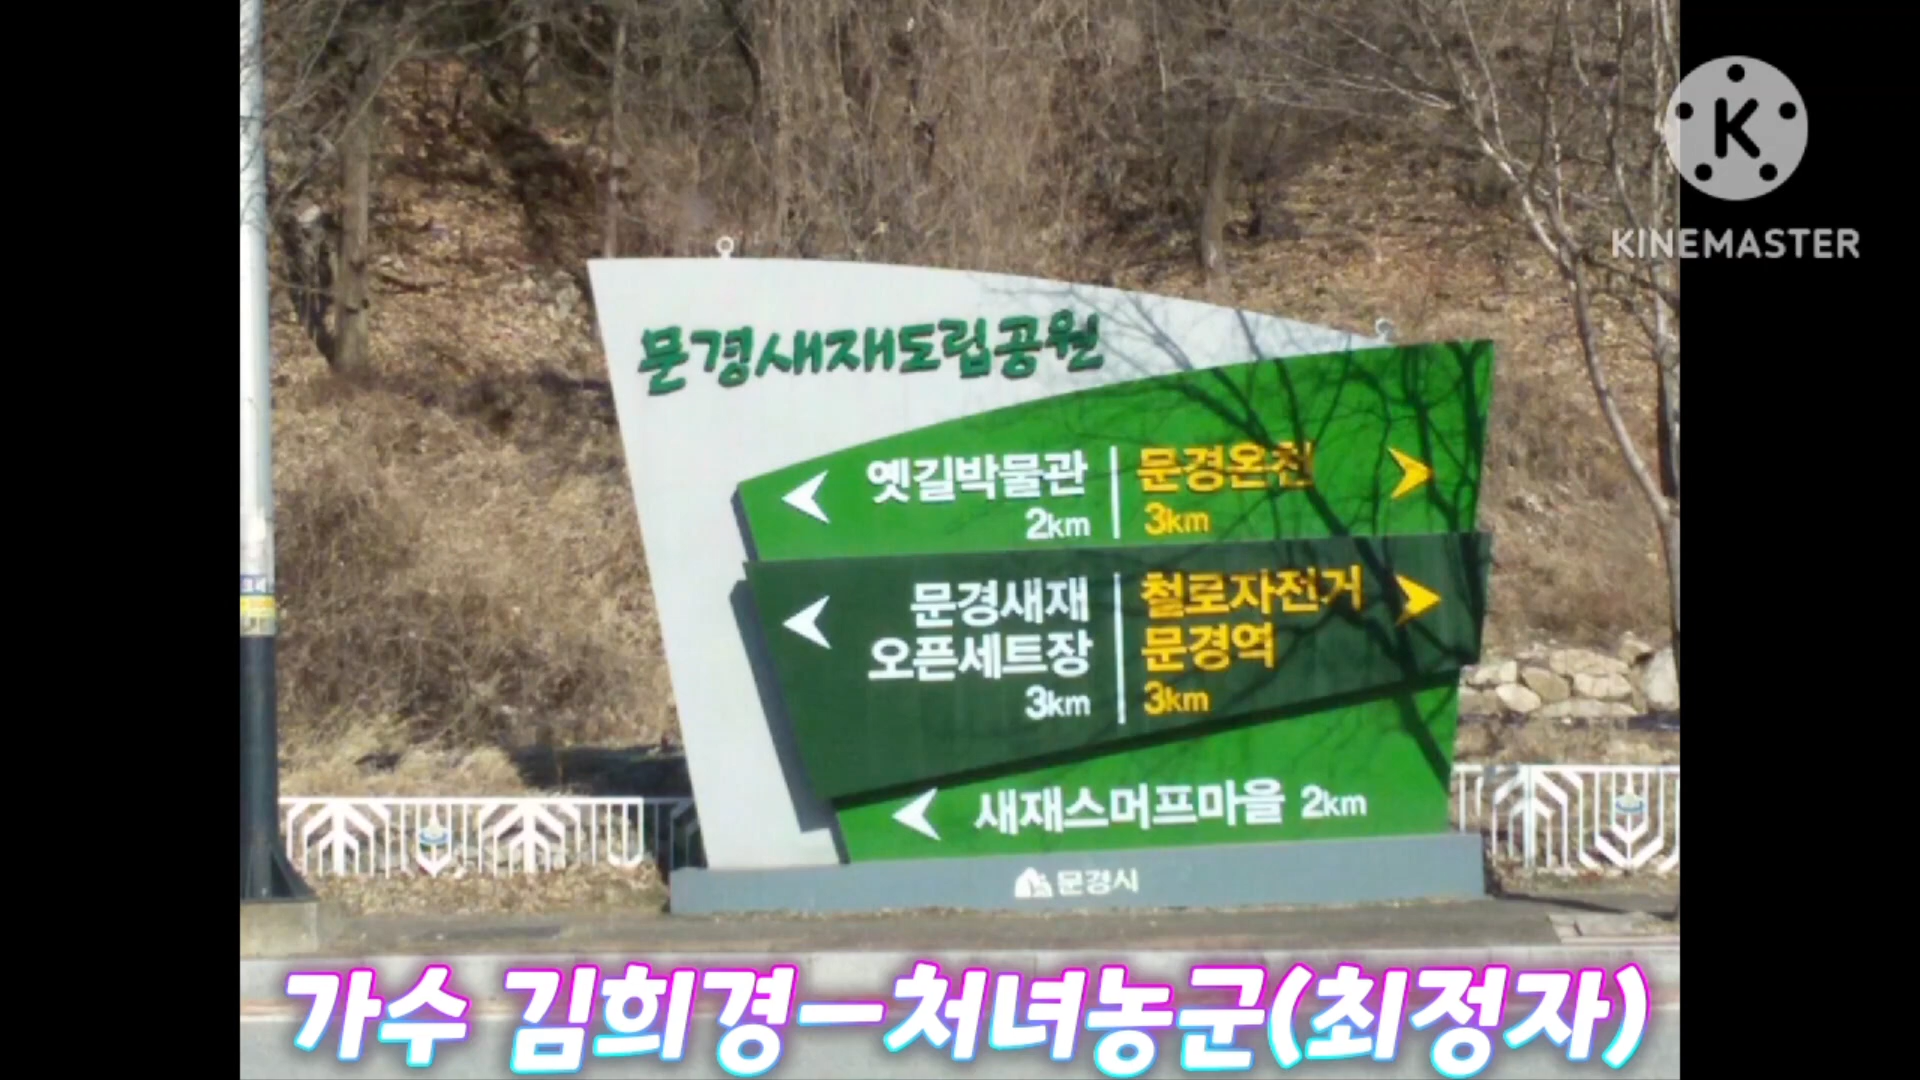 KINEMASTER
문경새재도립공원
옛길박물관
2km
문경온천
3km
문경새재
오픈세트장
3km
철로자전거
문경역
3km
새재스머프마을 2km
문경시
가수 김희경-처녀농군(최정자)